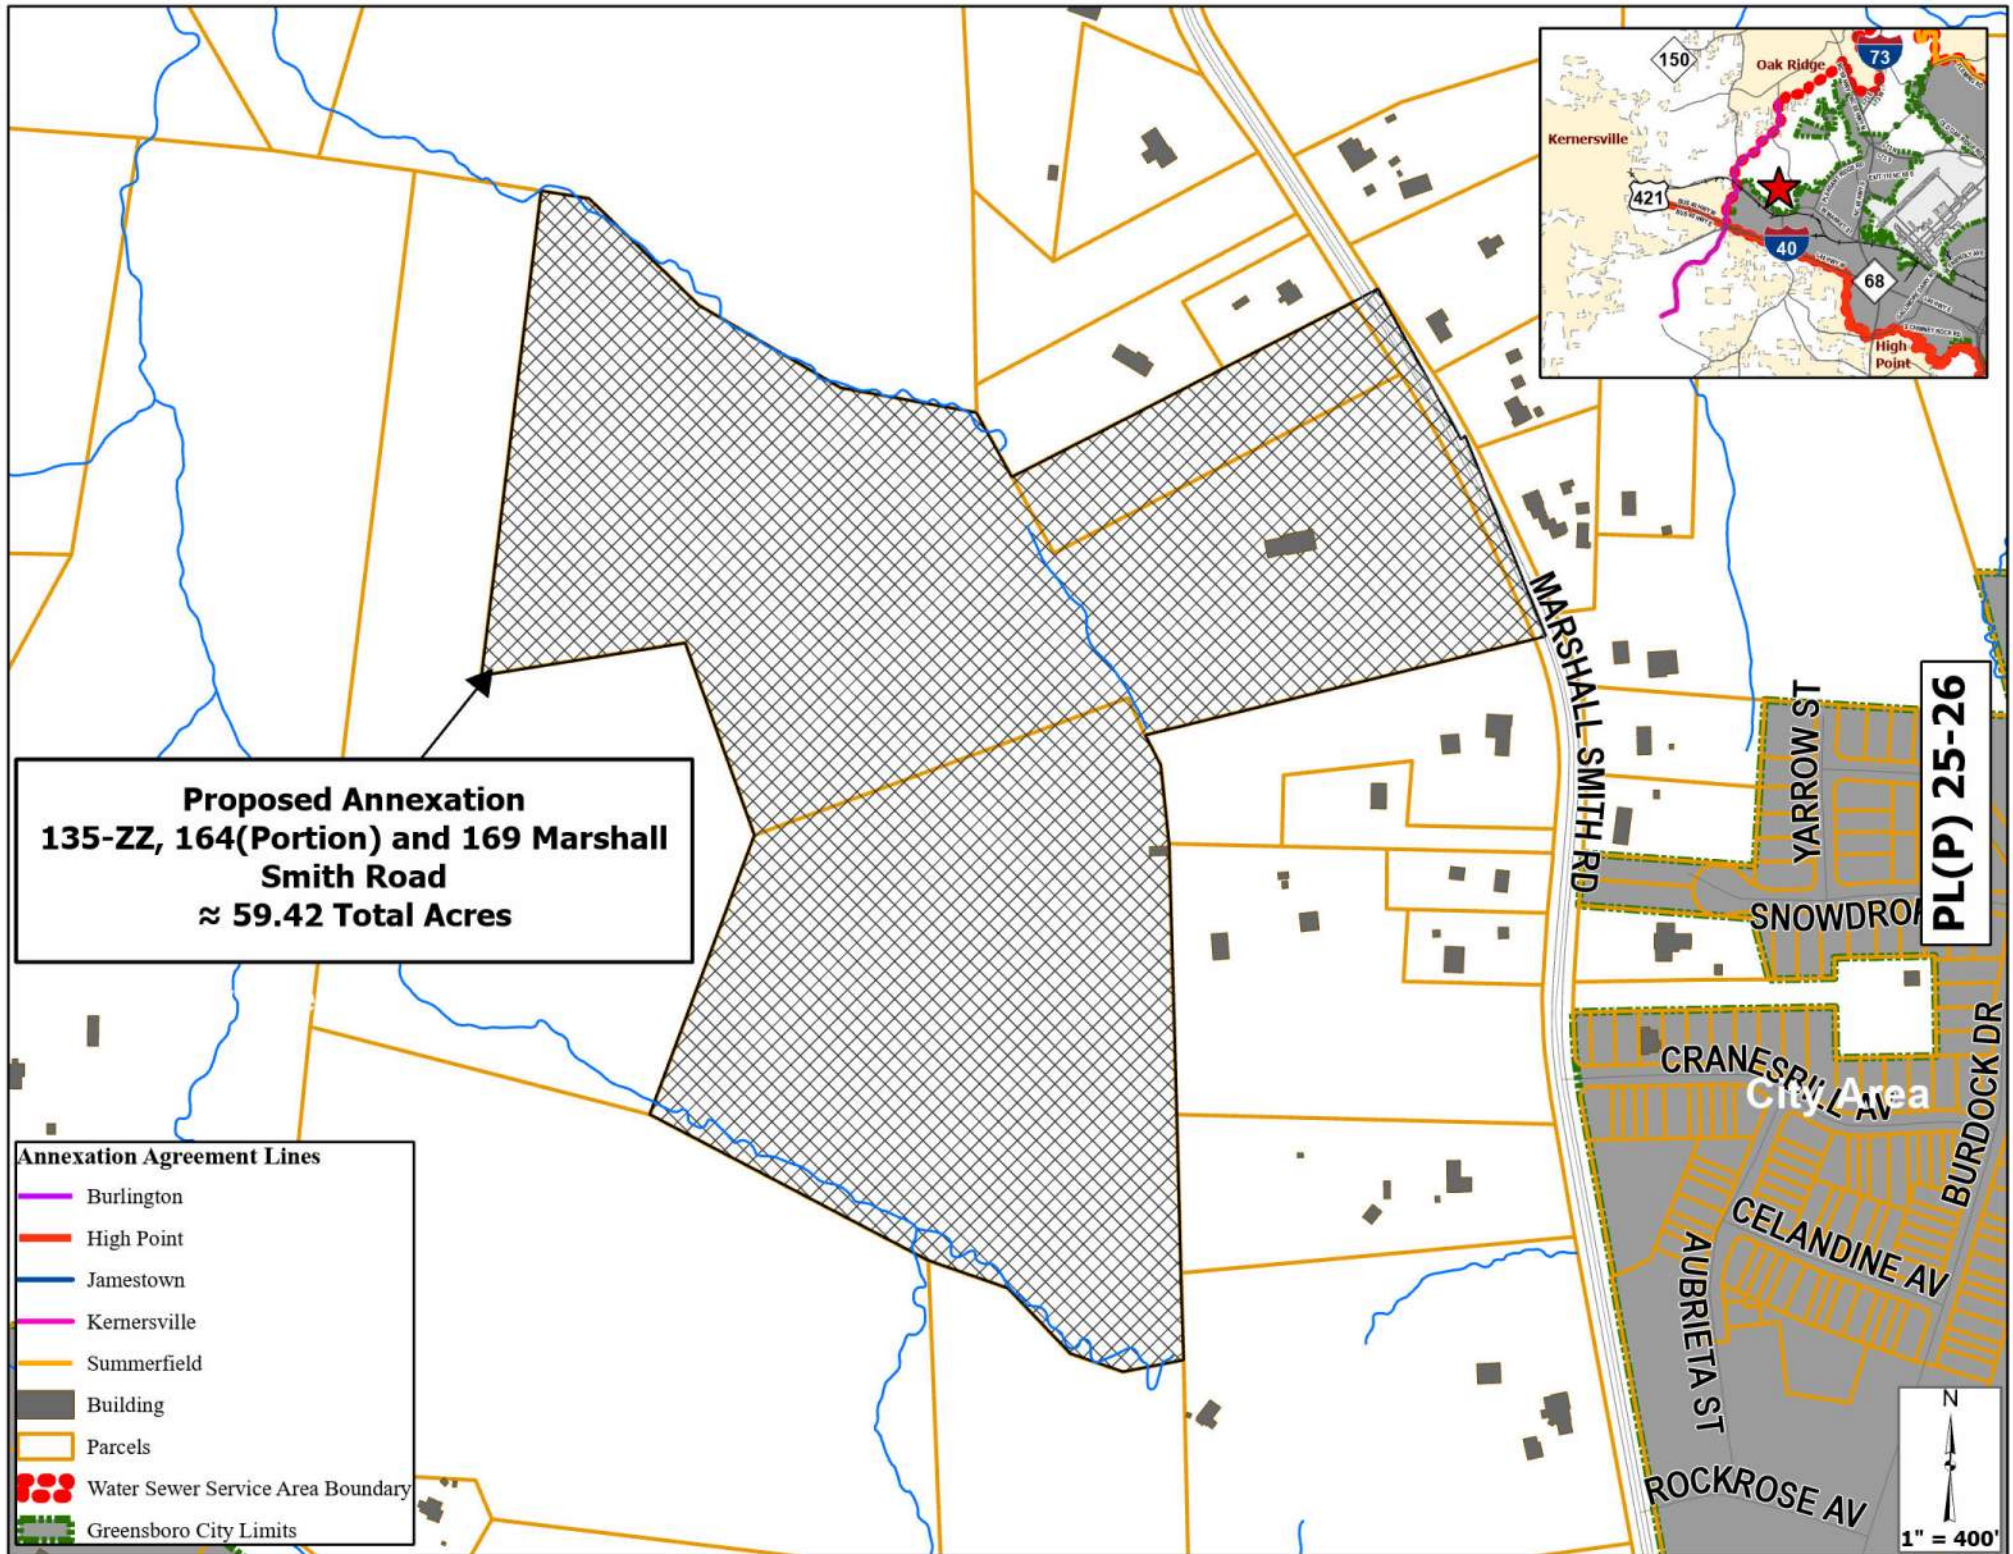 150
Oak Ridge
73
Kernersville
421
40
68
High
Point
MARSHALL SMITH RD
YARROW ST
PL(P) 25-26
Proposed Annexation
135-ZZ, 164(Portion) and 169 Marshall
Smith Road
≈ 59.42 Total Acres
SNOWDROP
CRANESBILL AV
City Area
BURDOCK DR
CELANDINE AV
AUBRIETA ST
ROCKROSE AV
Annexation Agreement Lines
Burlington
High Point
Jamestown
Kernersville
Summerfield
Building
Parcels
Water Sewer Service Area Boundary
Greensboro City Limits
N
1" = 400'